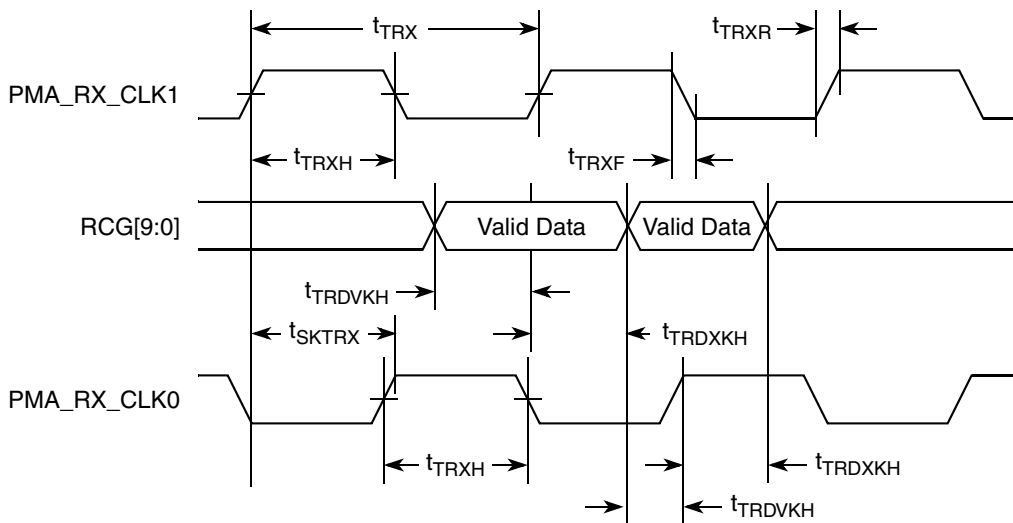 tTRX
tTRXR
PMA_RX_CLK1
tTRXH
tTRXF
RCG[9:0]
Valid Data
Valid Data
tTRDVKH
tSKTRX
tTRDXKH
PMA_RX_CLK0
tTRXH
tTRDXKH
tTRDVKH